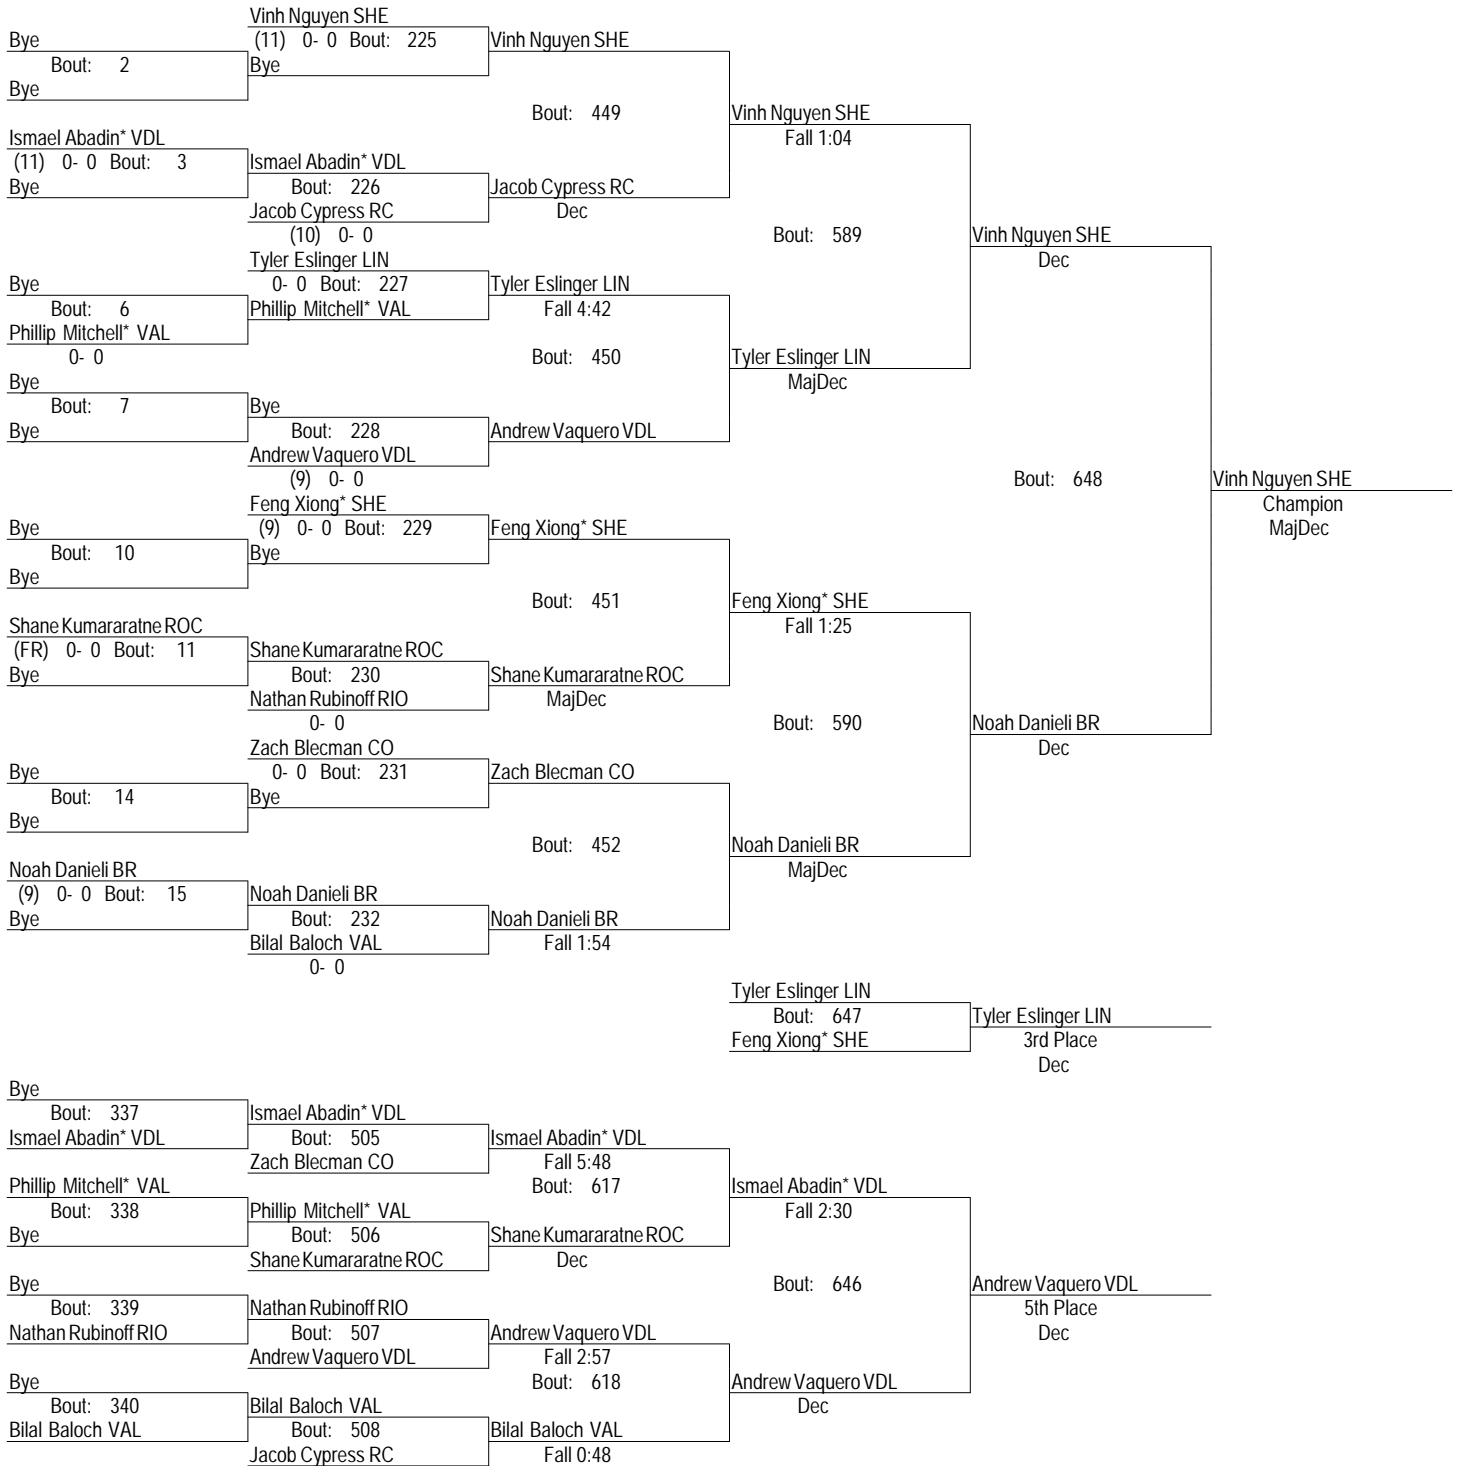 Vinh Nguyen SHE
Bye
(11) 0- 0 Bout: 225
Vinh Nguyen SHE
Bout: 2
Bye
Bye
Bout: 449
Vinh Nguyen SHE
Ismael Abadin* VDL
Fall 1:04
(11) 0- 0 Bout: 3
Ismael Abadin* VDL
Bye
Bout: 226
Jacob Cypress RC
Jacob Cypress RC
Dec
(10) 0- 0
Bout: 589
Vinh Nguyen SHE
Tyler Eslinger LIN
Dec
Bye
0- 0 Bout: 227
Tyler Eslinger LIN
Bout: 6
Phillip Mitchell* VAL
Fall 4:42
Phillip Mitchell* VAL
0- 0
Bout: 450
Tyler Eslinger LIN
Bye
MajDec
Bout: 7
Bye
Bye
Bout: 228
Andrew Vaquero VDL
Andrew Vaquero VDL
(9) 0- 0
Bout: 648
Vinh Nguyen SHE
Feng Xiong* SHE
Champion
Bye
(9) 0- 0 Bout: 229
Feng Xiong* SHE
MajDec
Bout: 10
Bye
Bye
Bout: 451
Feng Xiong* SHE
Shane Kumararatne ROC
Fall 1:25
(FR) 0- 0 Bout: 11
Shane Kumararatne ROC
Bye
Bout: 230
Shane Kumararatne ROC
Nathan Rubinoff RIO
MajDec
0- 0
Bout: 590
Noah Danieli BR
Zach Blecman CO
Dec
Bye
0- 0 Bout: 231
Zach Blecman CO
Bout: 14
Bye
Bye
Bout: 452
Noah Danieli BR
Noah Danieli BR
MajDec
(9) 0- 0 Bout: 15
Noah Danieli BR
Bye
Bout: 232
Noah Danieli BR
Bilal Baloch VAL
Fall 1:54
0- 0
Tyler Eslinger LIN
Bout: 647
Tyler Eslinger LIN
Feng Xiong* SHE
3rd Place
Dec
Bye
Bout: 337
Ismael Abadin* VDL
Ismael Abadin* VDL
Bout: 505
Ismael Abadin* VDL
Zach Blecman CO
Fall 5:48
Phillip Mitchell* VAL
Bout: 617
Ismael Abadin* VDL
Bout: 338
Phillip Mitchell* VAL
Fall 2:30
Bye
Bout: 506
Shane Kumararatne ROC
Shane Kumararatne ROC
Dec
Bye
Bout: 646
Andrew Vaquero VDL
Bout: 339
Nathan Rubinoff RIO
5th Place
Nathan Rubinoff RIO
Bout: 507
Andrew Vaquero VDL
Dec
Andrew Vaquero VDL
Fall 2:57
Bye
Bout: 618
Andrew Vaquero VDL
Bout: 340
Bilal Baloch VAL
Dec
Bilal Baloch VAL
Bout: 508
Bilal Baloch VAL
Jacob Cypress RC
Fall 0:48